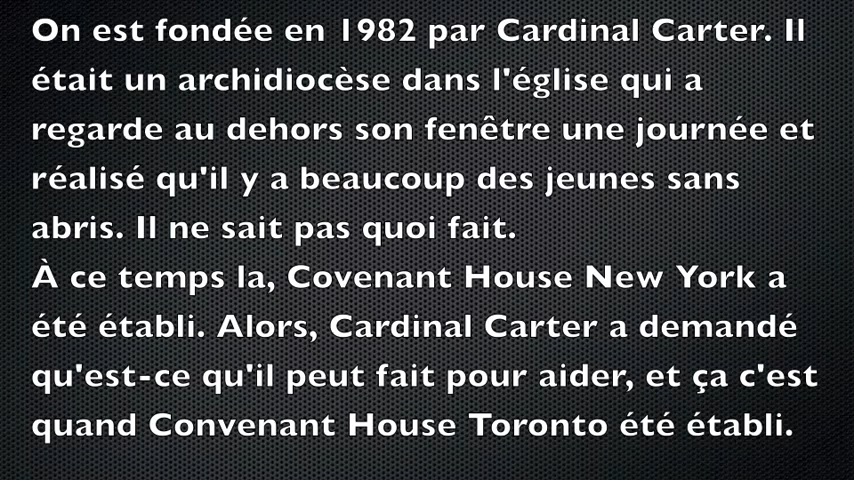 On est fondée en 1982 par Cardinal Carter. Il
était un archidiocèse dans l'église qui a
regarde au dehors son fenêtre une journée et
réalisé qu'il y a beaucoup des jeunes sans
abris. Il ne sait pas quoi fait.
À ce temps la, Covenant House New York a
été établi. Alors, Cardinal Carter a demandé
qu'est-ce qu'il peut fait pour aider, et ça c'est
quand Convenant House Toronto été établi.